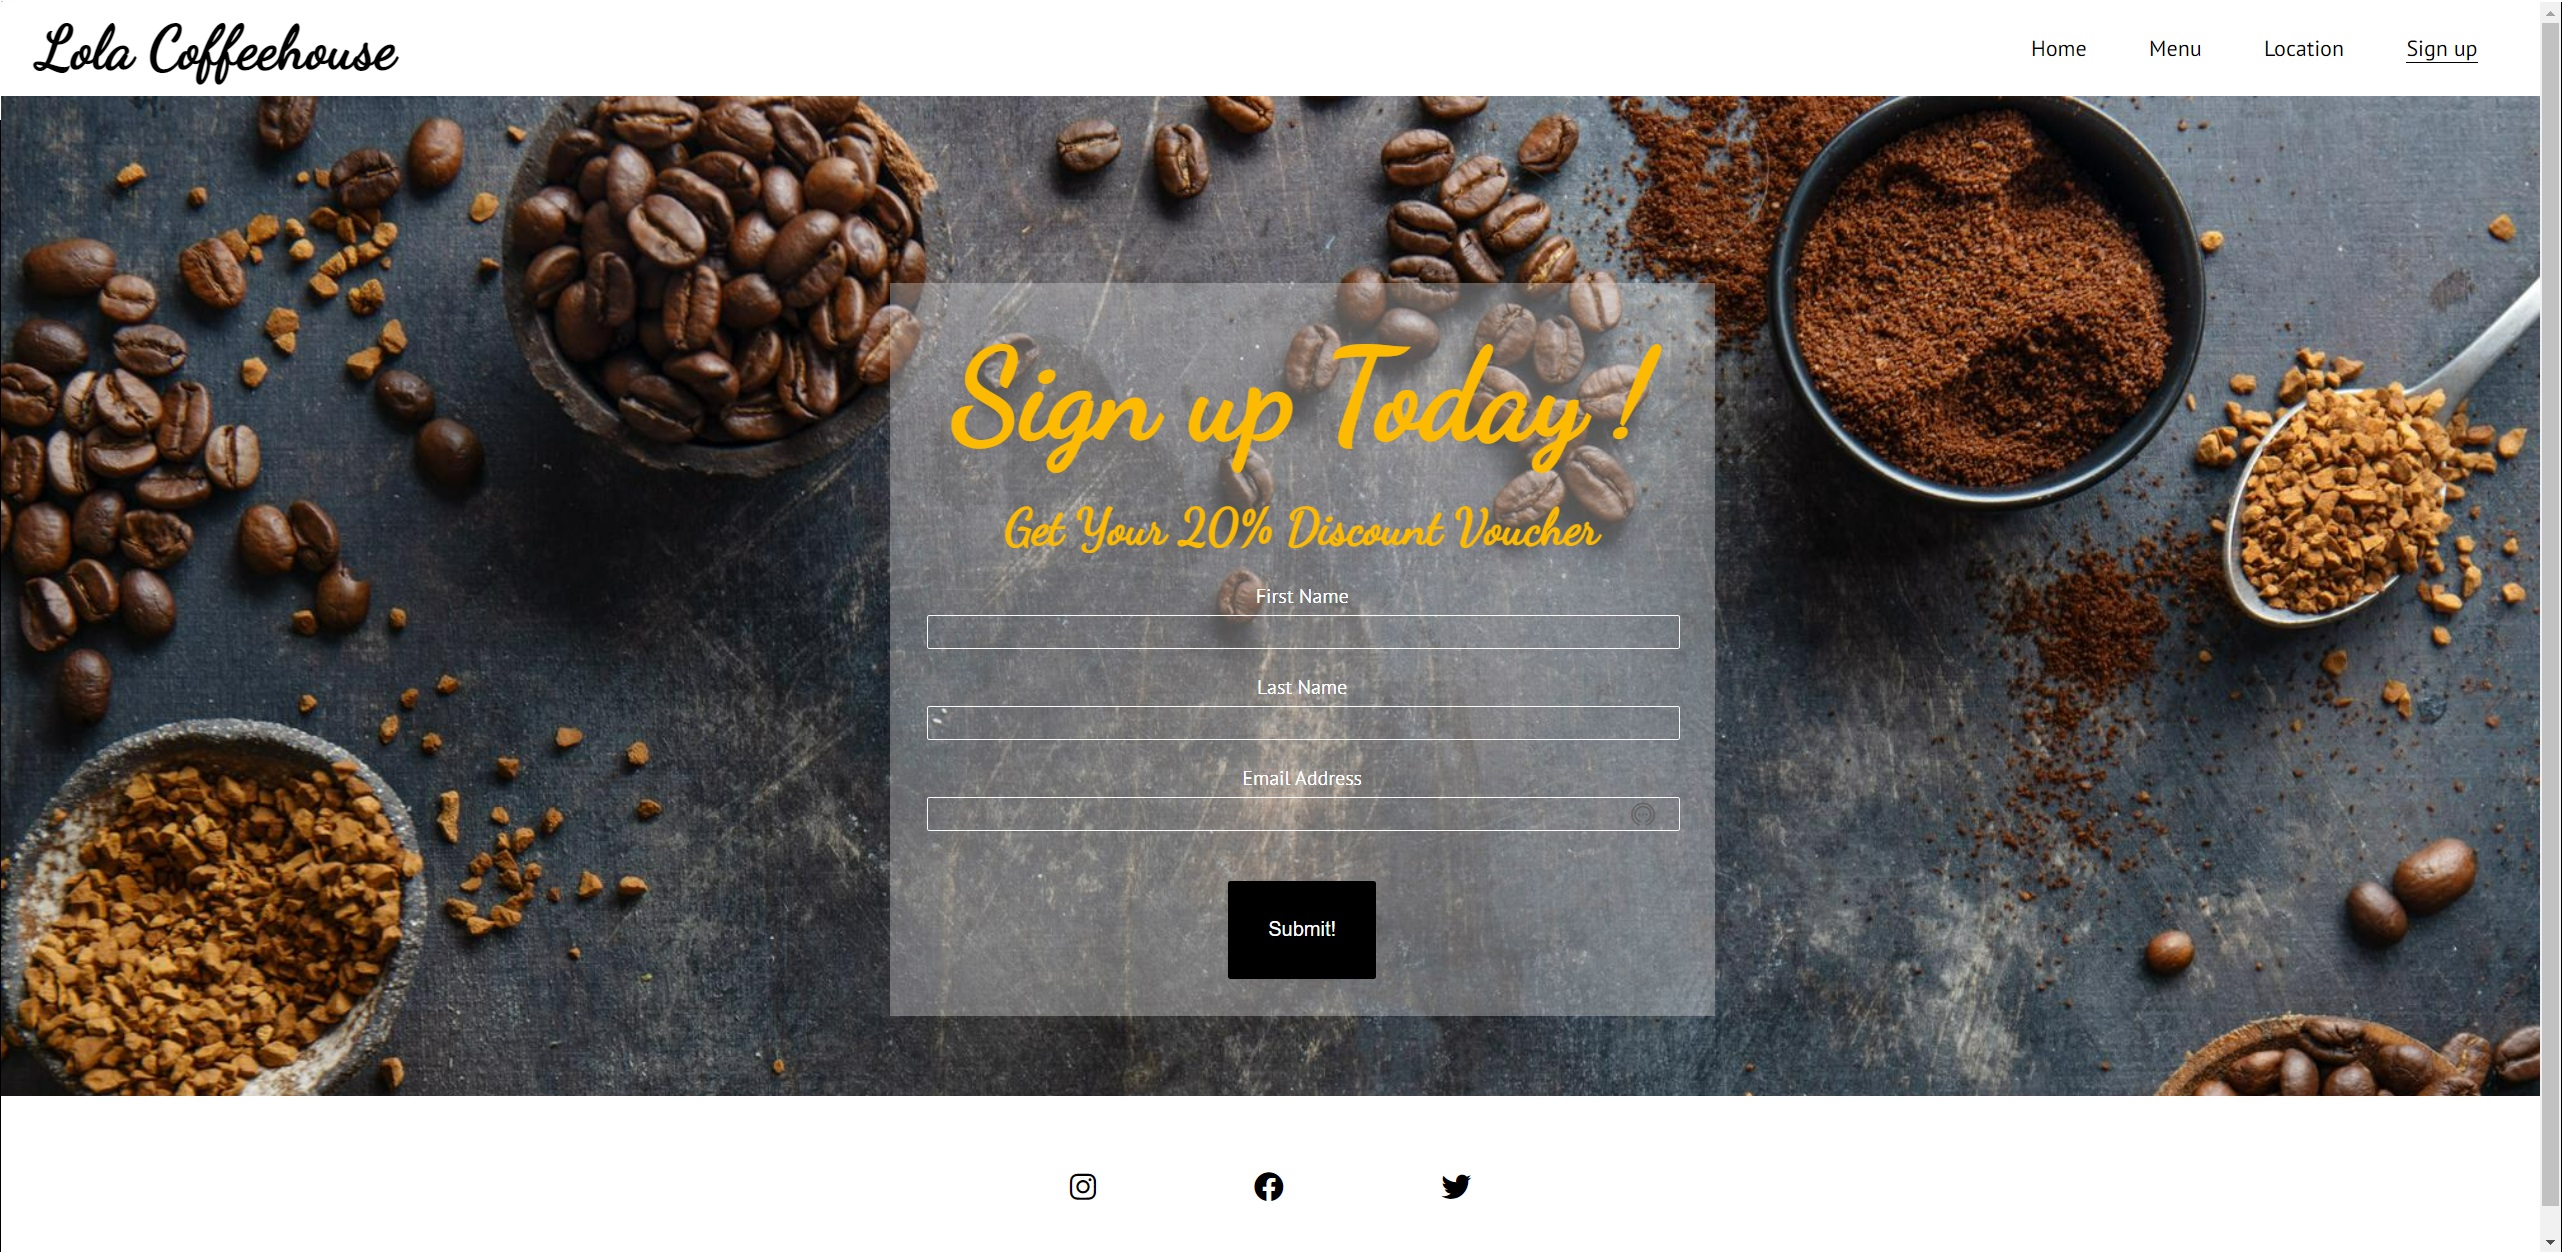 Lola Coffeehouse
Home Menu Location Sign up
Sign up Today!
Get Your 20% Discount Voucher
First Name
Last Name
Email Address
Submit!